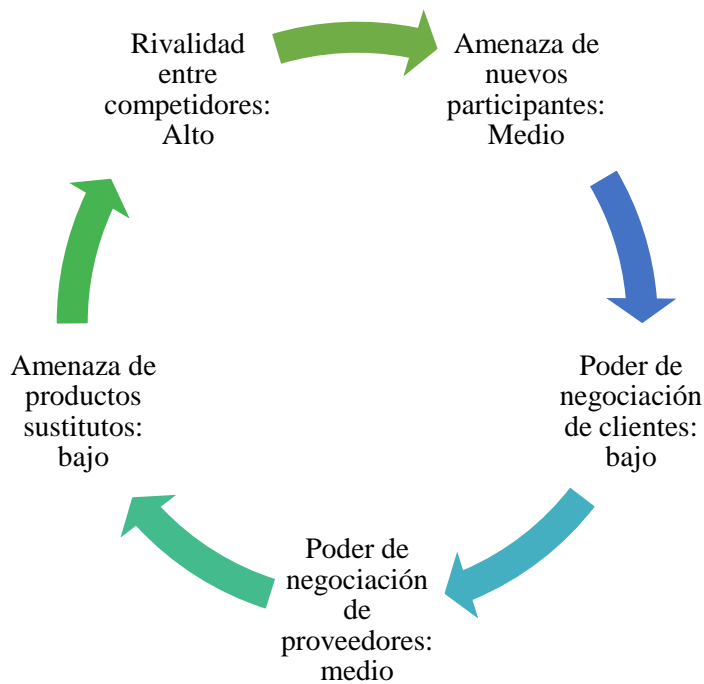 Rivalidad
entre
competidores:
Alto
Amenaza de
nuevos
participantes:
Medio
Poder de
negociación
de clientes:
bajo
Poder de
negociación
de
proveedores:
medio
Amenaza de
productos
sustitutos:
bajo